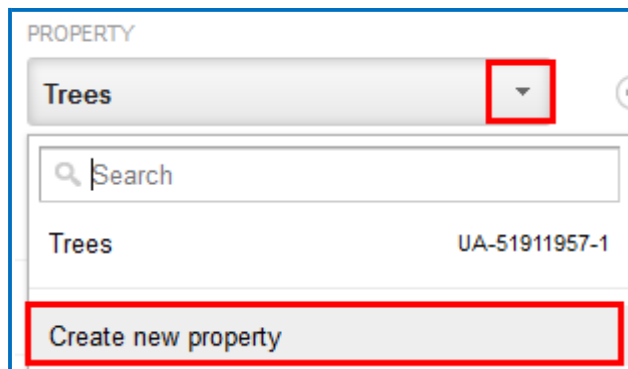 PROPERTY
Trees
Search
Trees UA-51911957-1
Create new property